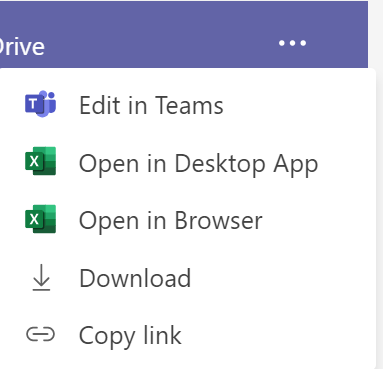 Drive
Edit in Teams
Open in Desktop App
Open in Browser
Download
Copy link